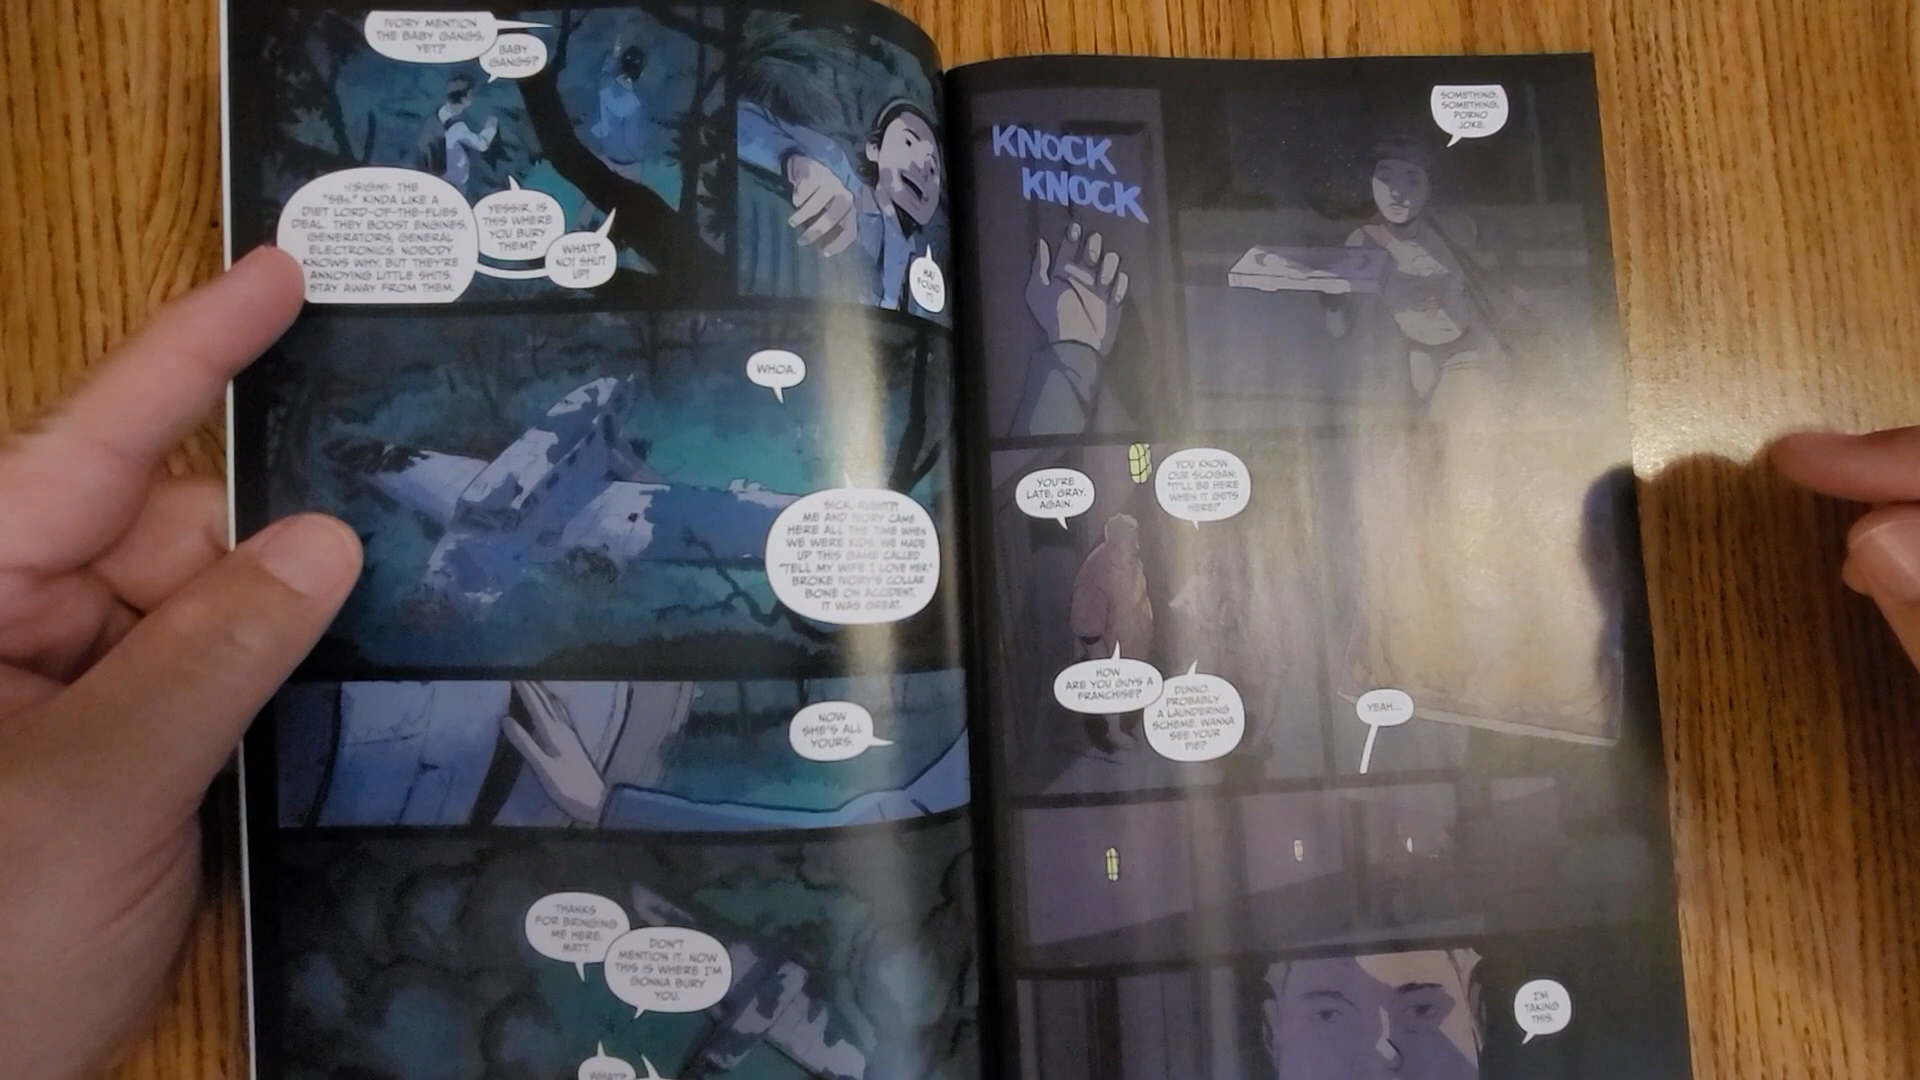 IVORY MENTION
THE BABY GANGS,
YET?
BABY
GANGS?
-(SIGH)- THE
"SBs." KINDA LIKE A
DIET LORD-OF-THE-FLIES
DEAL. THEY BOOST ENGINES,
GENERATORS, GENERAL
ELECTRONICS. NOBODY
KNOWS WHY, BUT THEY'RE
ANNOYING LITTLE SHITS.
STAY AWAY FROM THEM.
YESSIR. IS
THIS WHERE
YOU BURY
THEM?
WHAT?
NO! SHUT
UP!
HA!
FOUND
IT!
WHOA.
SICK, RIGHT?
ME AND IVORY CAME
HERE ALL THE TIME WHEN
WE WERE KIDS. WE MADE
UP THIS GAME CALLED
"TELL MY WIFE I LOVE HER."
BROKE IVORY'S COLLAR
BONE ON ACCIDENT.
IT WAS GREAT.
NOW
SHE'S ALL
YOURS.
THANKS
FOR BRINGING
ME HERE,
MATT.
DON'T
MENTION IT. NOW
THIS IS WHERE I'M
GONNA BURY
YOU.
WHAT?
KNOCK
KNOCK
SOMETHING,
SOMETHING,
PORNO
JOKE.
YOU'RE
LATE, GRAY.
AGAIN.
YOU KNOW
OUR SLOGAN:
"IT'LL BE HERE
WHEN IT GETS
HERE!"
HOW
ARE YOU GUYS A
FRANCHISE?
DUNNO.
PROBABLY
A LAUNDERING
SCHEME. WANNA
SEE YOUR
PIE?
YEAH...
I'M
TAKING
THIS.